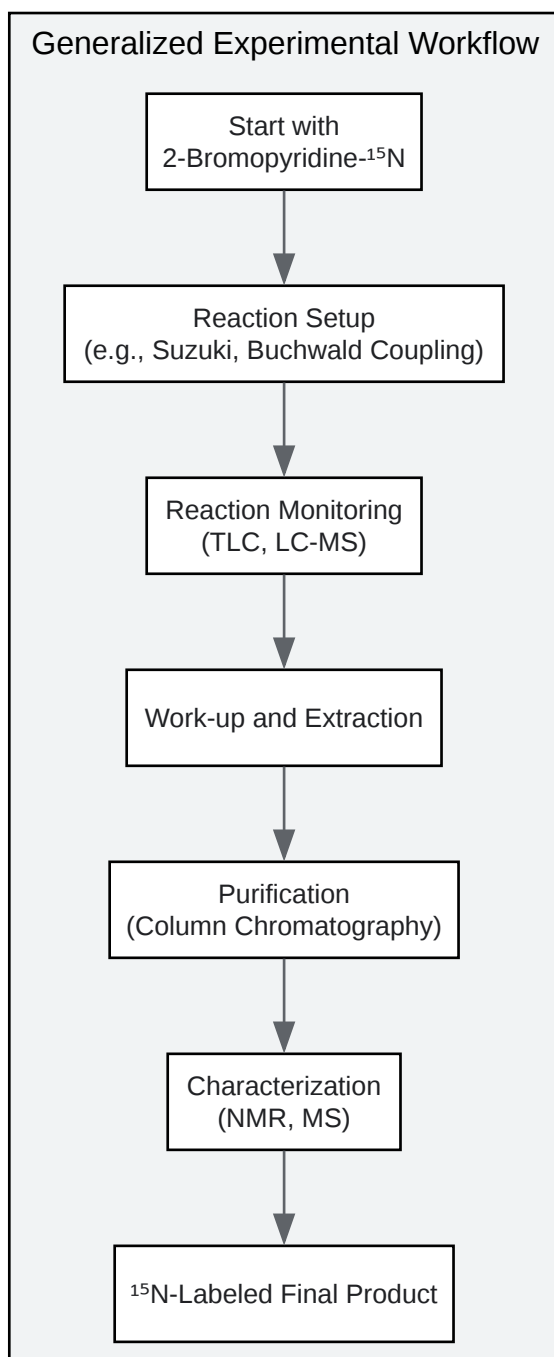 Generalized Experimental Workflow
Start with
2-Bromopyridine-¹⁵N
Reaction Setup
(e.g., Suzuki, Buchwald Coupling)
Reaction Monitoring
(TLC, LC-MS)
Work-up and Extraction
Purification
(Column Chromatography)
Characterization
(NMR, MS)
¹⁵N-Labeled Final Product